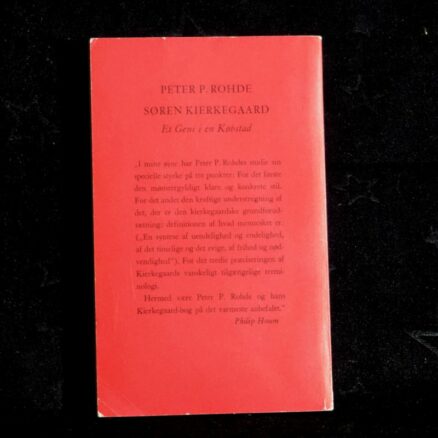 PETER P. ROHDE
SØREN KIERKEGAARD
Et Geni i en Købstad
„I mine øjne har Peter P. Rohdes studie sin
specielle styrke på tre punkter. For det første
den mønstergyldigt klare og konkrete stil.
For det andet den kraftige understregning af
det, der er den kierkegaardske grundforud-
sætning: definitionen af hvad mennesket er
(„En syntese af uendelighed og endelighed,
af det timelige og det evige, af frihed og nød-
vendighed“). For det tredie præciseringen af
Kierkegaards vanskeligt tilgængelige termi-
nologi.
Hermed være Peter P. Rohde og hans
Kierkegaard-bog på det varmeste anbefalet.“
Philip Houm